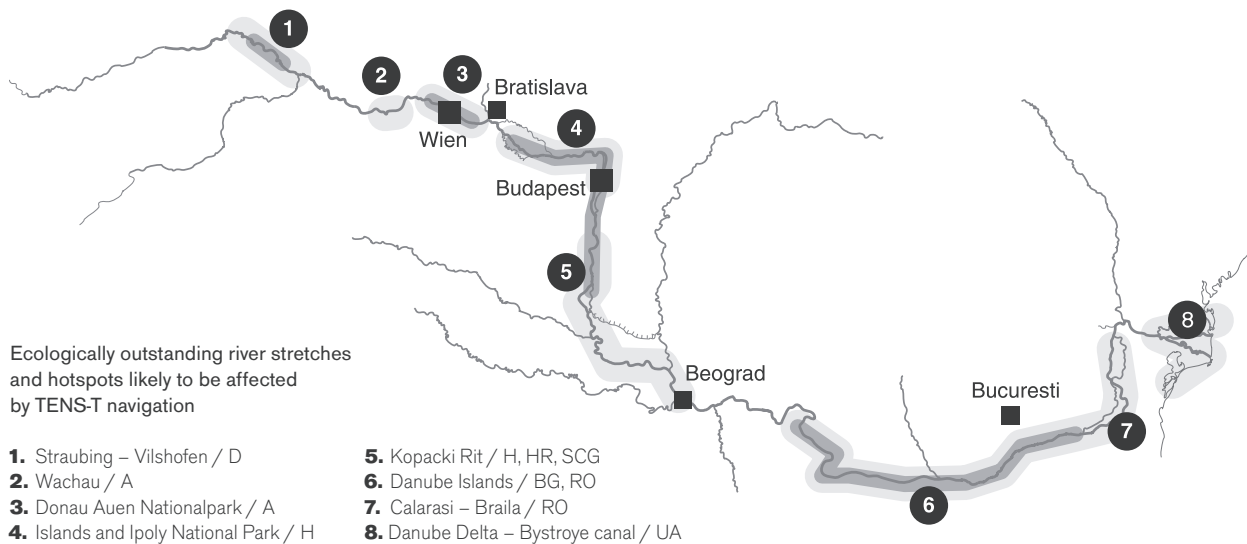 1
2
3
Bratislava
4
Wien
Budapest
5
8
Ecologically outstanding river stretches
and hotspots likely to be affected
by TENS-T navigation
Beograd
Bucuresti
7
6
1. Straubing – Vilshofen / D
2. Wachau / A
3. Donau Auen Nationalpark / A
4. Islands and Ipoly National Park / H
5. Kopacki Rit / H, HR, SCG
6. Danube Islands / BG, RO
7. Calarasi – Braila / RO
8. Danube Delta – Bystroye canal / UA